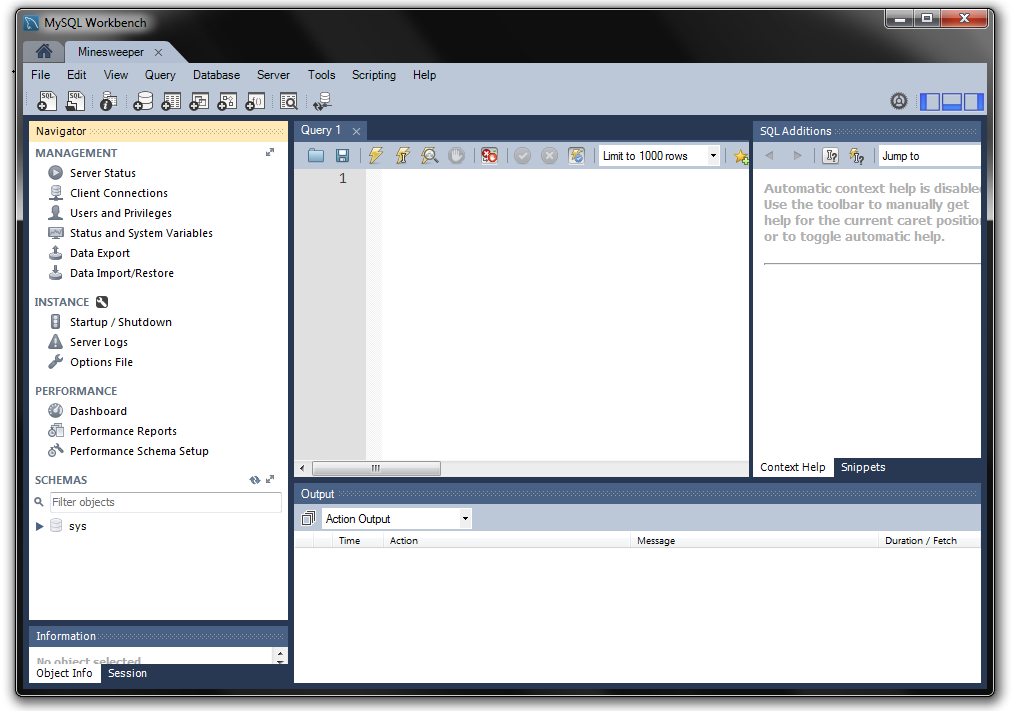 MySQL Workbench
Minesweeper
File Edit View Query Database Server Tools Scripting Help
Navigator
MANAGEMENT
Server Status
Client Connections
Users and Privileges
Status and System Variables
Data Export
Data Import/Restore
INSTANCE
Startup / Shutdown
Server Logs
Options File
PERFORMANCE
Dashboard
Performance Reports
Performance Schema Setup
SCHEMAS
Filter objects
sys
Information
No object selected
Object Info Session
Query 1
Limit to 1000 rows
1
SQL Additions
Jump to
Automatic context help is disable
Use the toolbar to manually get
help for the current caret position
or to toggle automatic help.
Context Help Snippets
Output
Action Output
Time Action Message Duration / Fetch